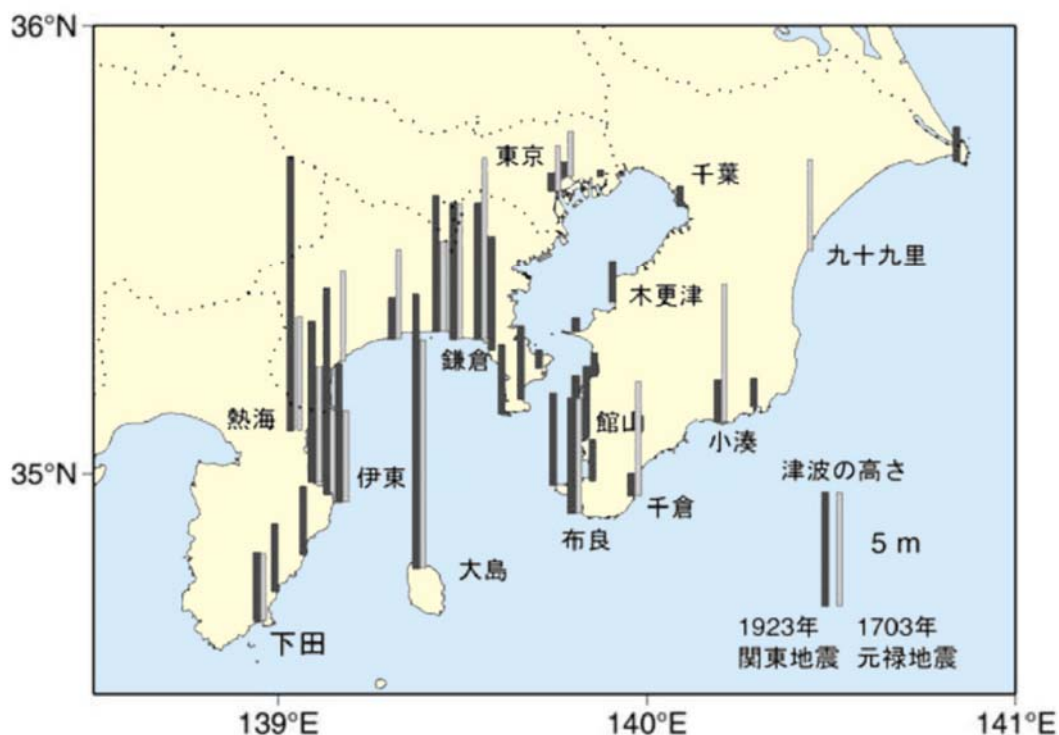 36°N
東京
千葉
九十九里
木更津
鎌倉
熱海
館山
小湊
35°N
伊東
津波の高さ
千倉
布良
5 m
大島
1923年
関東地震
1703年
元禄地震
下田
139°E
140°E
141°E